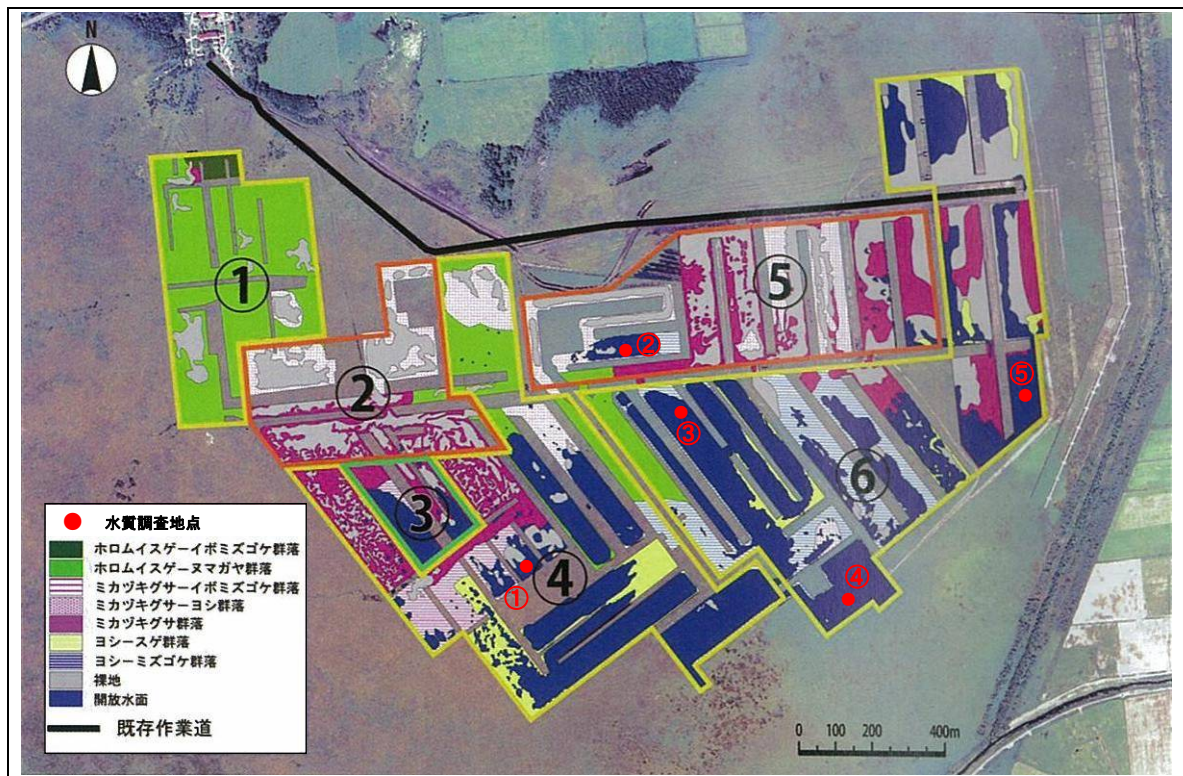 N
①
②
⑤
②
③
⑤
③
⑥
④
④
①
水質調査地点
ホロムイスゲーイボミズゴケ群落
ホロムイスゲーヌマガヤ群落
ミカヅキグサーイボミズゴケ群落
ミカヅキグサーヨシ群落
ミカヅキグサ群落
ヨシースゲ群落
ヨシーミズゴケ群落
裸地
開放水面
既存作業道
0 100 200 400m